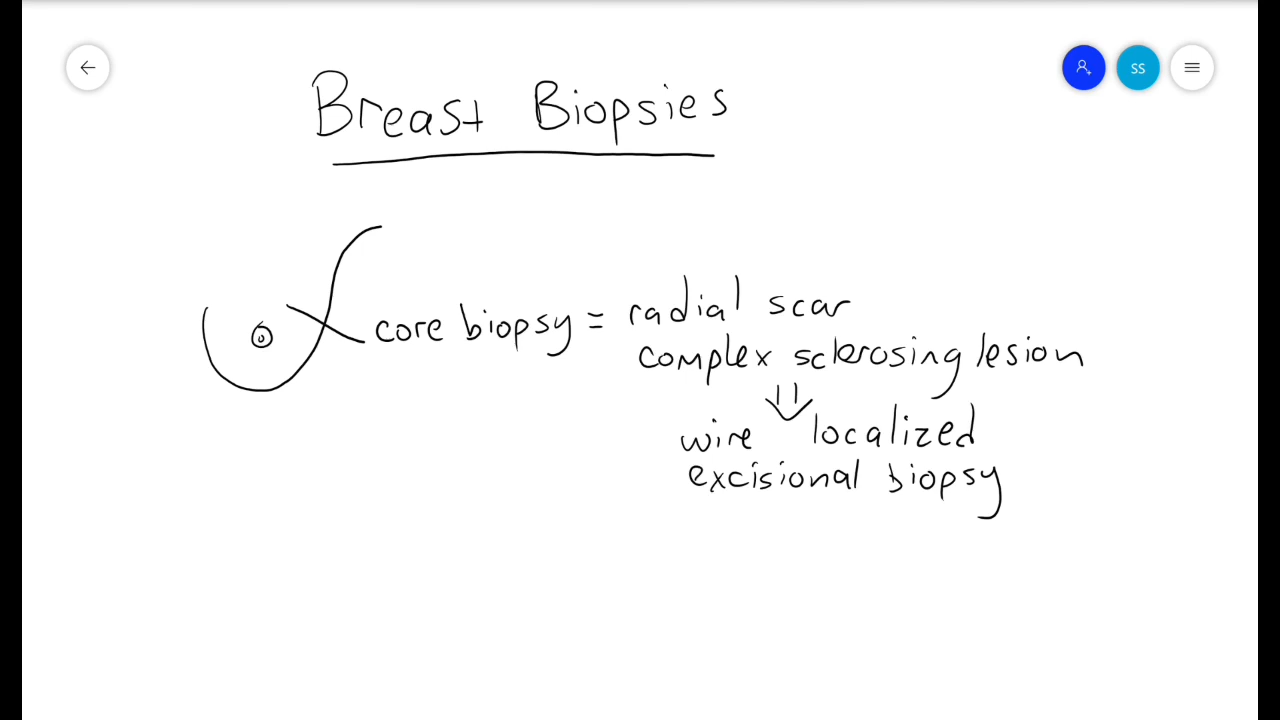 Breast Biopsies
SS
core biopsy = radial scar
complex sclerosing lesion
wire localized
excisional biopsy